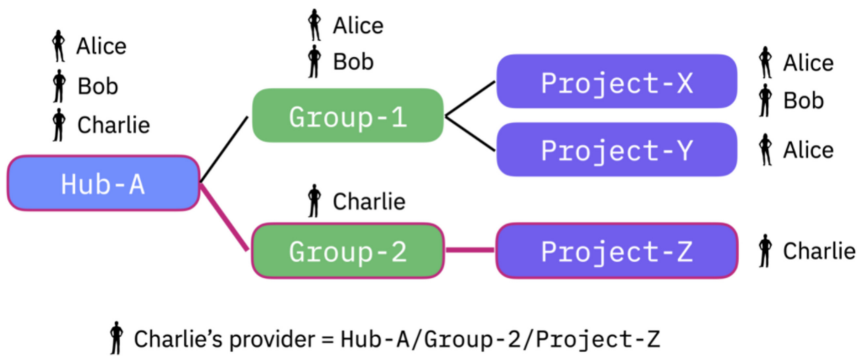 Alice
Bob
Charlie
Hub-A
Alice
Bob
Group-1
Project-X
Alice
Bob
Project-Y
Alice
Charlie
Group-2
Project-Z
Charlie
Charlie's provider = Hub-A/Group-2/Project-Z